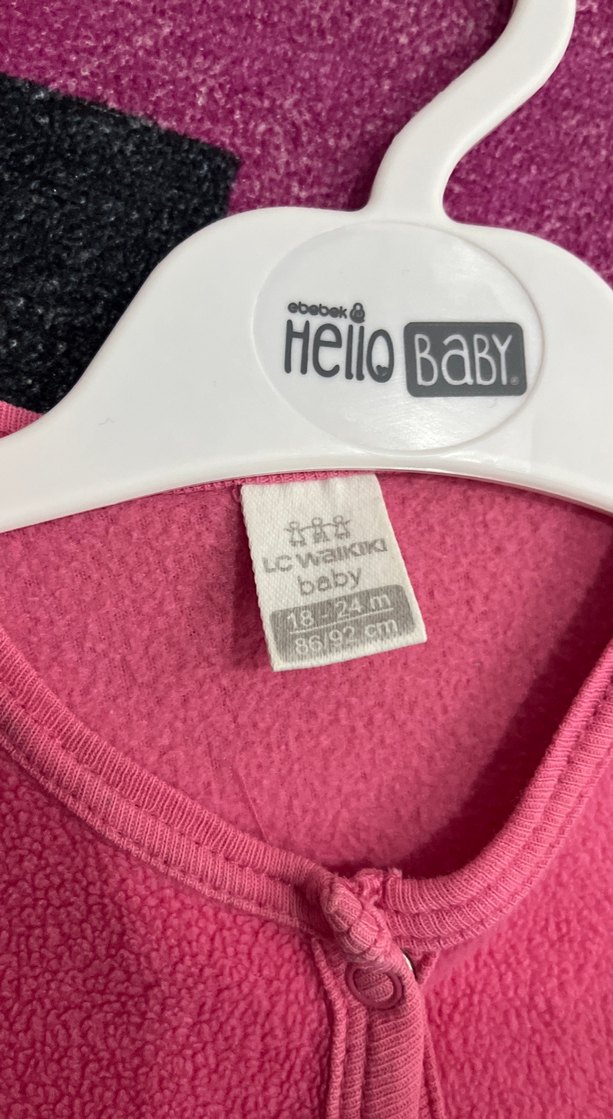 ebebek
Hello BABY
LC WAIKIKI
baby
18 - 24 m
86/92 cm